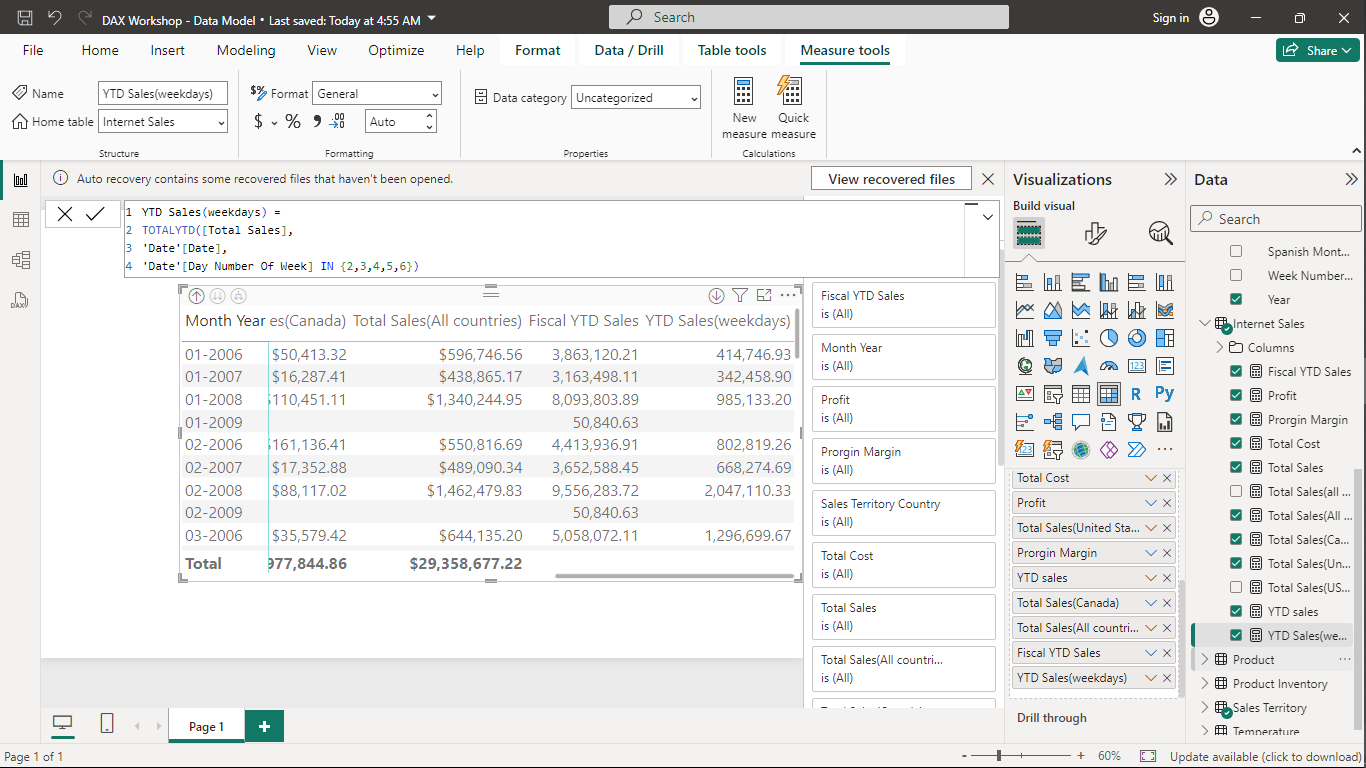 DAX Workshop - Data Model • Last saved: Today at 4:55 AM
Search
Sign in
File
Home
Insert
Modeling
View
Optimize
Help
Format
Data / Drill
Table tools
Measure tools
Share
Name
YTD Sales(weekdays)
Home table
Internet Sales
Structure
Format
General
$ % 9
Auto
Formatting
Data category
Uncategorized
Properties
New measure
Quick measure
Calculations
Auto recovery contains some recovered files that haven't been opened.
View recovered files
1 YTD Sales(weekdays) =
2 TOTALYTD([Total Sales],
3 'Date'[Date],
4 'Date'[Day Number Of Week] IN {2,3,4,5,6})
Month Year es(Canada) Total Sales(All countries) Fiscal YTD Sales YTD Sales(weekdays)
01-2006 $50,413.32 $596,746.56 3,863,120.21 414,746.93
01-2007 $16,287.41 $438,865.17 3,163,498.11 342,458.90
01-2008 $110,451.11 $1,340,244.95 8,093,803.89 985,133.20
01-2009 50,840.63
02-2006 $161,136.41 $550,816.69 4,413,936.91 802,819.26
02-2007 $17,352.88 $489,090.34 3,652,588.45 668,274.69
02-2008 $88,117.02 $1,462,479.83 9,556,283.72 2,047,110.33
02-2009 50,840.63
03-2006 $35,579.42 $644,135.20 5,058,072.11 1,296,699.67
Total 977,844.86 $29,358,677.22
Fiscal YTD Sales
is (All)
Month Year
is (All)
Profit
is (All)
Prorgin Margin
is (All)
Sales Territory Country
is (All)
Total Cost
is (All)
Total Sales
is (All)
Total Sales(All countri...
is (All)
Visualizations
Build visual
123
R
Py
123
Total Cost
Profit
Total Sales(United Sta...
Prorgin Margin
YTD sales
Total Sales(Canada)
Total Sales(All countri...
Fiscal YTD Sales
YTD Sales(weekdays)
Drill through
Data
Search
Spanish Mont...
Week Number...
Year
Internet Sales
Columns
Fiscal YTD Sales
Profit
Prorgin Margin
Total Cost
Total Sales
Total Sales(all ...
Total Sales(All ...
Total Sales(Ca...
Total Sales(Un...
Total Sales(US...
YTD sales
YTD Sales(we...
Product
Product Inventory
Sales Territory
Temperature
Page 1
Page 1 of 1
- + 60%
Update available (click to download)